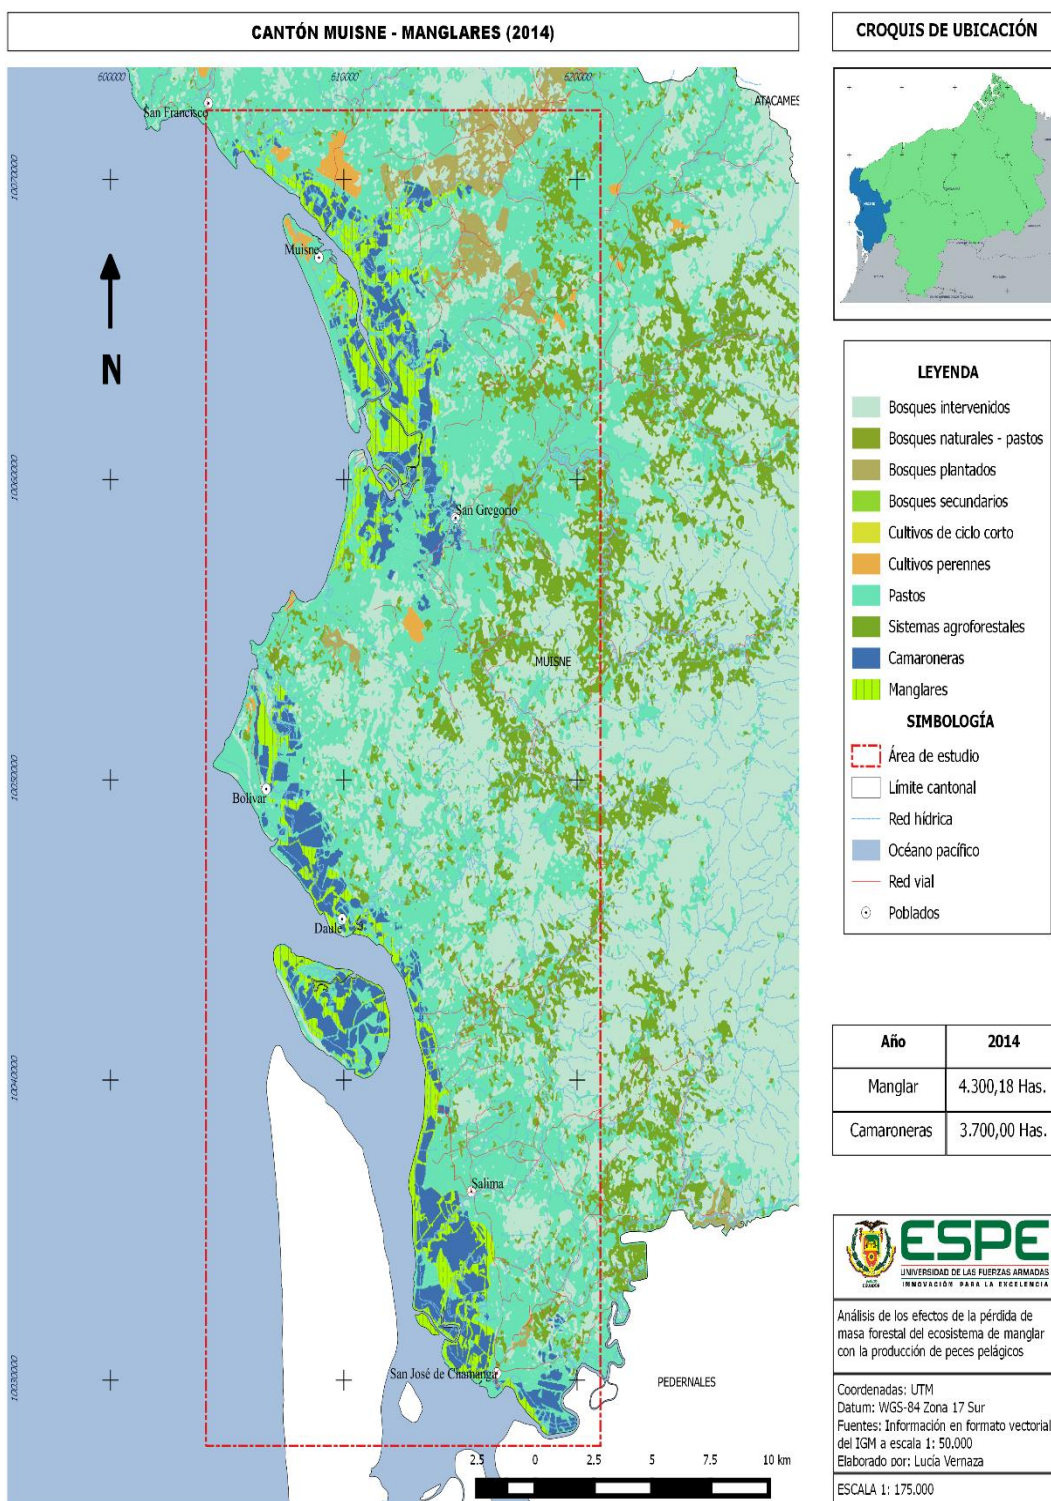 CANTÓN MUISNE - MANGLARES (2014)
600000
610000
620000
ATACAMES
San Francisco
10070000
Muisne
N
10060000
San Gregorio
MUISNE
10050000
Bolívar
Daule
10040000
Salima
San José de Chamanga
10030000
PEDERNALES
2.5 0 2.5 5 7.5 10 km
CROQUIS DE UBICACIÓN
LEYENDA
Bosques intervenidos
Bosques naturales - pastos
Bosques plantados
Bosques secundarios
Cultivos de ciclo corto
Cultivos perennes
Pastos
Sistemas agroforestales
Camaroneras
Manglares
SIMBOLOGÍA
Área de estudio
Límite cantonal
Red hídrica
Océano pacífico
Red vial
Poblados
Año 2014
Manglar 4.300,18 Has.
Camaroneras 3.700,00 Has.
ESPE
UNIVERSIDAD DE LAS FUERZAS ARMADAS
INNOVACIÓN PARA LA EXCELENCIA
Análisis de los efectos de la pérdida de
masa forestal del ecosistema de manglar
con la producción de peces pelágicos
Coordenadas: UTM
Datum: WGS-84 Zona 17 Sur
Fuentes: Información en formato vectorial
del IGM a escala 1: 50.000
Elaborado por: Lucía Vernaza
ESCALA 1: 175.000